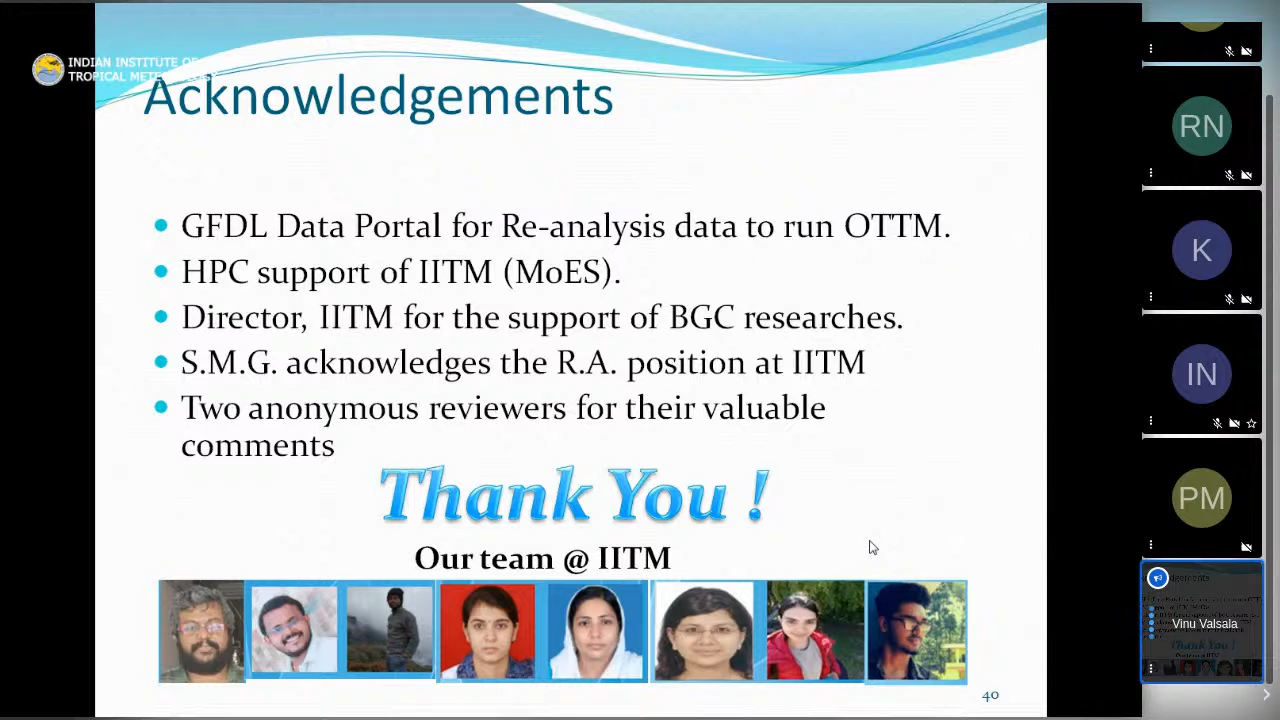 INDIAN INSTITUTE OF
TROPICAL
Acknowledgements
GFDL Data Portal for Re-analysis data to run OTTM.
HPC support of IITM (MoES).
Director, IITM for the support of BGC researches.
S.M.G. acknowledges the R.A. position at IITM
Two anonymous reviewers for their valuable
comments
Thank You !
Our team @ IITM
40
RN
K
IN
PM
Vinu Valsala
Thank You !